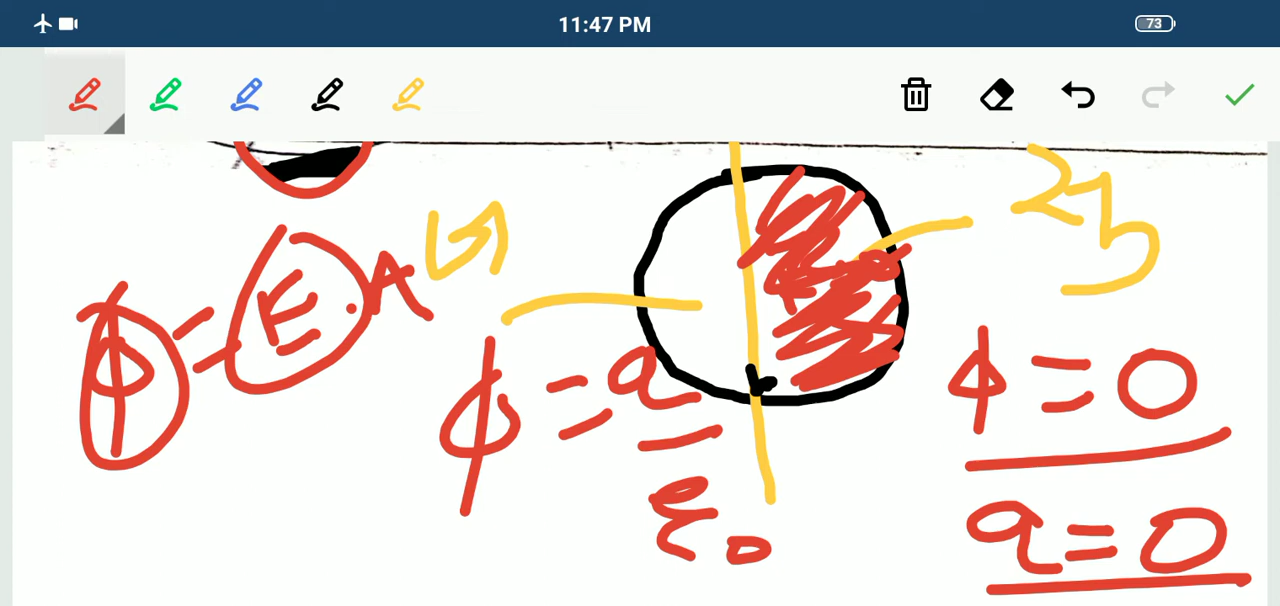 11:47 PM
73
ϕ = E.A
ϕ = q/ε0
ϕ = 0
q = 0